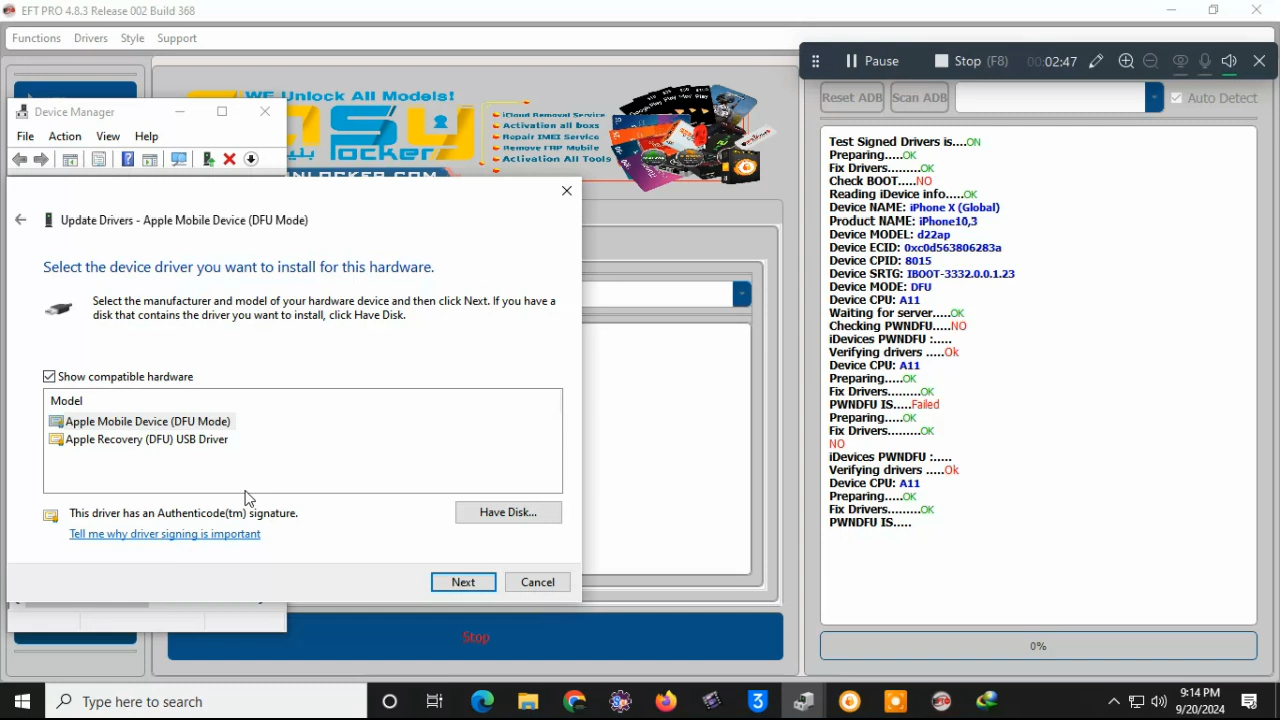 EFT PRO 4.8.3 Release 002 Build 368
Functions Drivers Style Support
Pause Stop (F8) 00:02:47
WE Unlock All Models!
iCloud Removal Service
Activation all boxs
Repair IMEI Service
Remove FRP Mobile
Activation All Tools
Reset ADB Scan ADB Auto Detect
Device Manager
File Action View Help
Update Drivers - Apple Mobile Device (DFU Mode)
Select the device driver you want to install for this hardware.
Select the manufacturer and model of your hardware device and then click Next. If you have a
disk that contains the driver you want to install, click Have Disk.
Show compatible hardware
Model
Apple Mobile Device (DFU Mode)
Apple Recovery (DFU) USB Driver
This driver has an Authenticode(tm) signature.
Have Disk...
Tell me why driver signing is important
Next Cancel
Stop
Test Signed Drivers is....ON
Preparing.....OK
Fix Drivers.........OK
Check BOOT.....NO
Reading iDevice info.....OK
Device NAME: iPhone X (Global)
Product NAME: iPhone10,3
Device MODEL: d22ap
Device ECID: 0xc0d563806283a
Device CPID: 8015
Device SRTG: IBOOT-3332.0.0.1.23
Device MODE: DFU
Device CPU: A11
Waiting for server.....OK
Checking PWNDFU.....NO
iDevices PWNDFU :.....
Verifying drivers .....Ok
Device CPU: A11
Preparing.....OK
Fix Drivers.........OK
PWNDFU IS.....Failed
Preparing.....OK
Fix Drivers.........OK
NO
iDevices PWNDFU :.....
Verifying drivers .....Ok
Device CPU: A11
Preparing.....OK
Fix Drivers.........OK
PWNDFU IS.....
0%
Type here to search
9:14 PM
9/20/2024